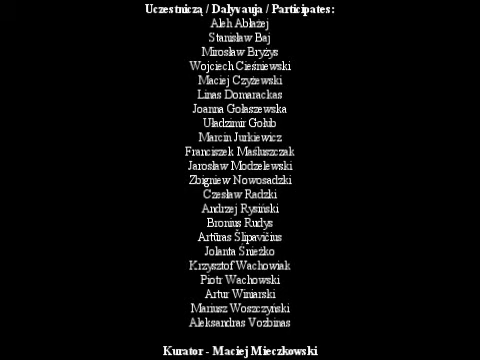 Uczestniczą / Dalyvauja / Participates:
Aleh Abłażej
Stanisław Baj
Mirosław Bryżys
Wojciech Cieśniewski
Maciej Czyżewski
Linas Domarackas
Joanna Gołaszewska
Uładzimir Gołub
Marcin Jurkiewicz
Franciszek Maśluszczak
Jarosław Modzelewski
Zbigniew Nowosadzki
Czesław Radzki
Andrzej Rysiński
Bronius Rudys
Artūras Šlipavičius
Jolanta Śnieżko
Krzysztof Wachowiak
Piotr Wachowski
Artur Winiarski
Mariusz Woszczyński
Aleksandras Vozbinas
Kurator - Maciej Mieczkowski